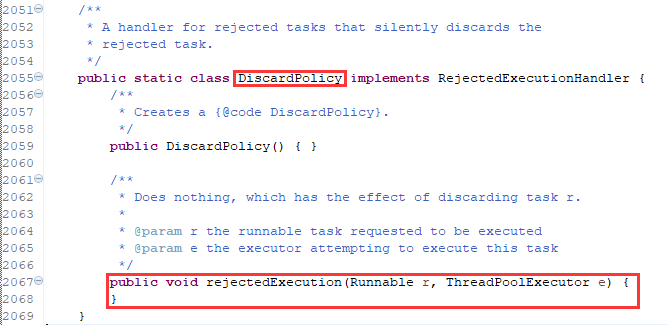 2051 /**
2052 * A handler for rejected tasks that silently discards the
2053 * rejected task.
2054 */
2055 public static class DiscardPolicy implements RejectedExecutionHandler {
2056 /**
2057 * Creates a {@code DiscardPolicy}.
2058 */
2059 public DiscardPolicy() { }
2060
2061 /**
2062 * Does nothing, which has the effect of discarding task r.
2063 *
2064 * @param r the runnable task requested to be executed
2065 * @param e the executor attempting to execute this task
2066 */
2067 public void rejectedExecution(Runnable r, ThreadPoolExecutor e) {
2068 }
2069 }